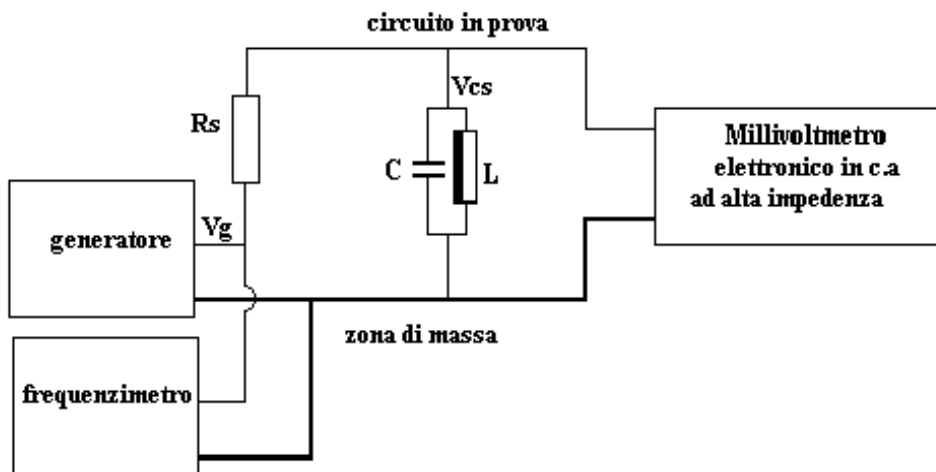 circuito in prova
Vcs
Rs
C
L
Millivoltmetro
elettronico in c.a
ad alta impedenza
Vg
generatore
zona di massa
frequenzimetro